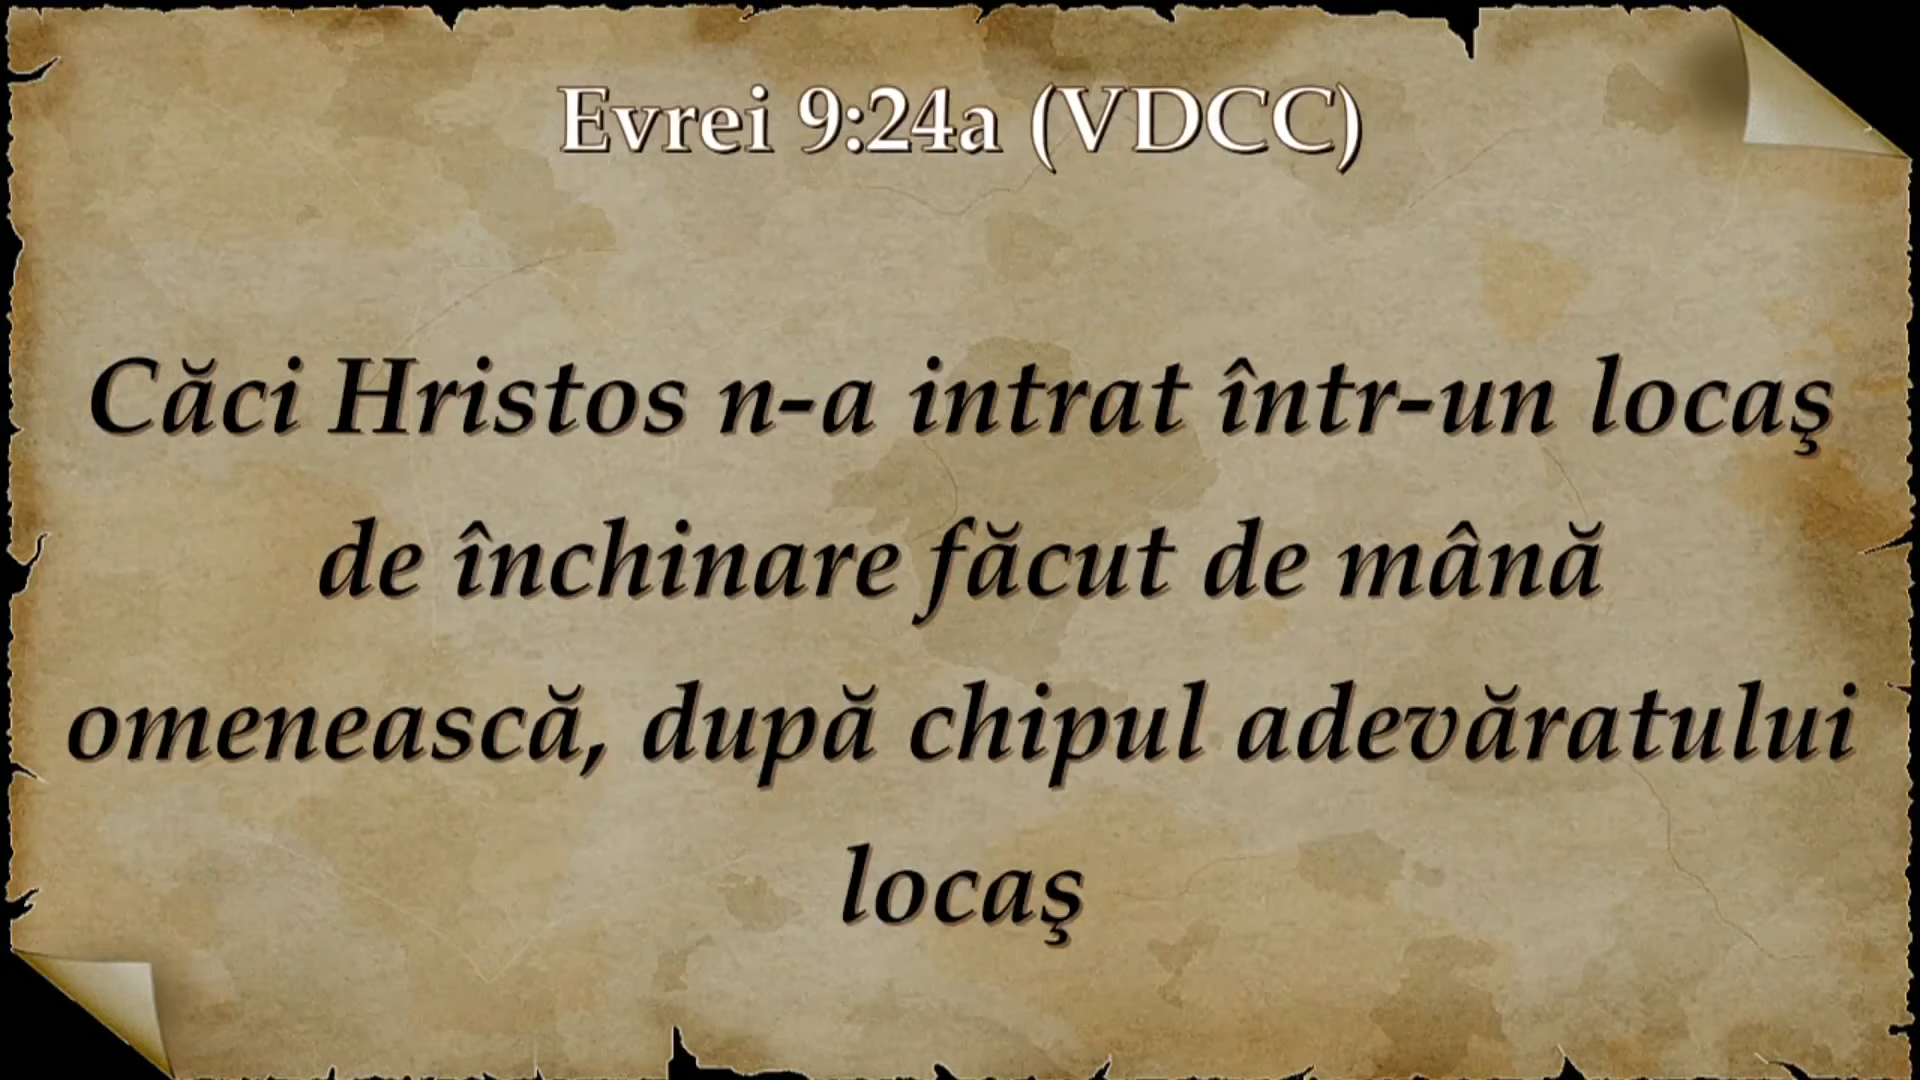 Evrei 9:24a (VDCC)
Căci Hristos n-a intrat într-un locaş
de închinare făcut de mână
omenească, după chipul adevăratului
locaş